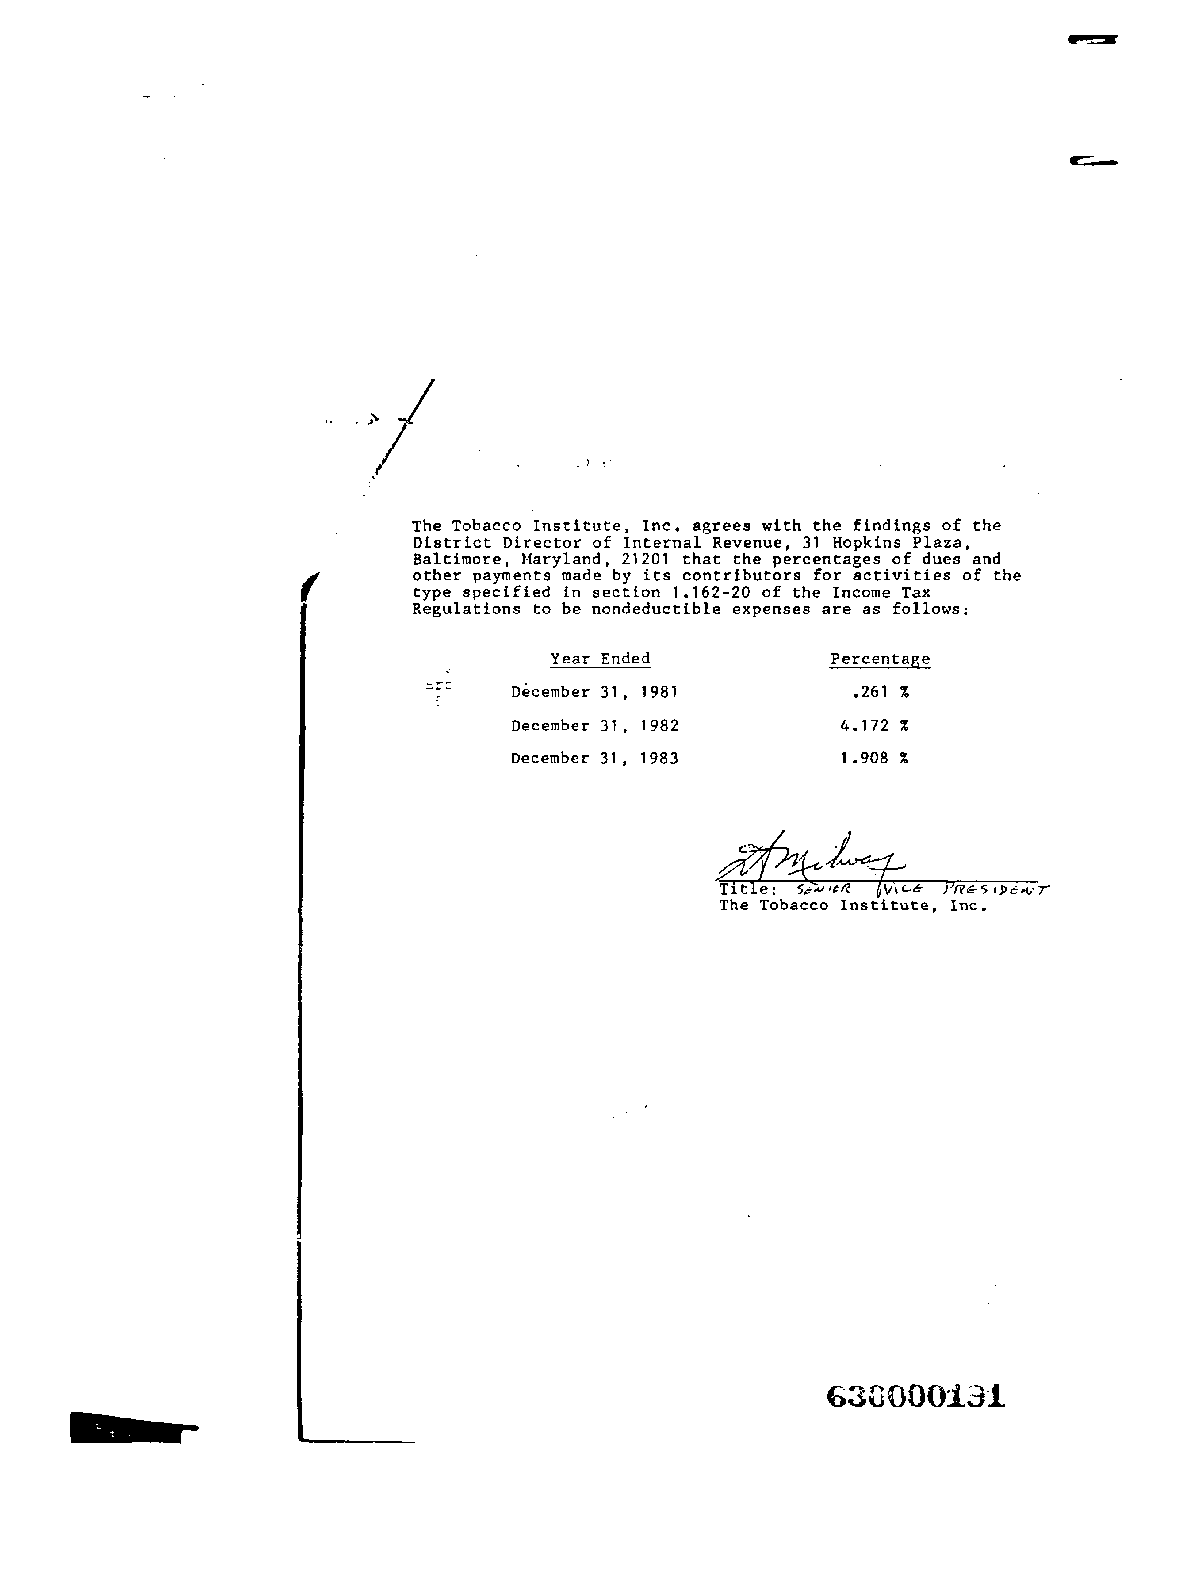 The Tobacco Institute, Inc. agrees with the findings of the
District Director of Internal Revenue, 31 Hopkins Plaza,
Baltimore, Maryland, 21201 that the percentages of dues and
other payments made by its contributors for activities of the
type specified in section 1.162-20 of the Income Tax
Regulations to be nondeductible expenses are as follows:
Year Ended Percentage
December 31, 1981 .261 %
December 31, 1982 4.172 %
December 31, 1983 1.908 %
Title: SENIER VICE PRESIDENT
The Tobacco Institute, Inc.
630000191